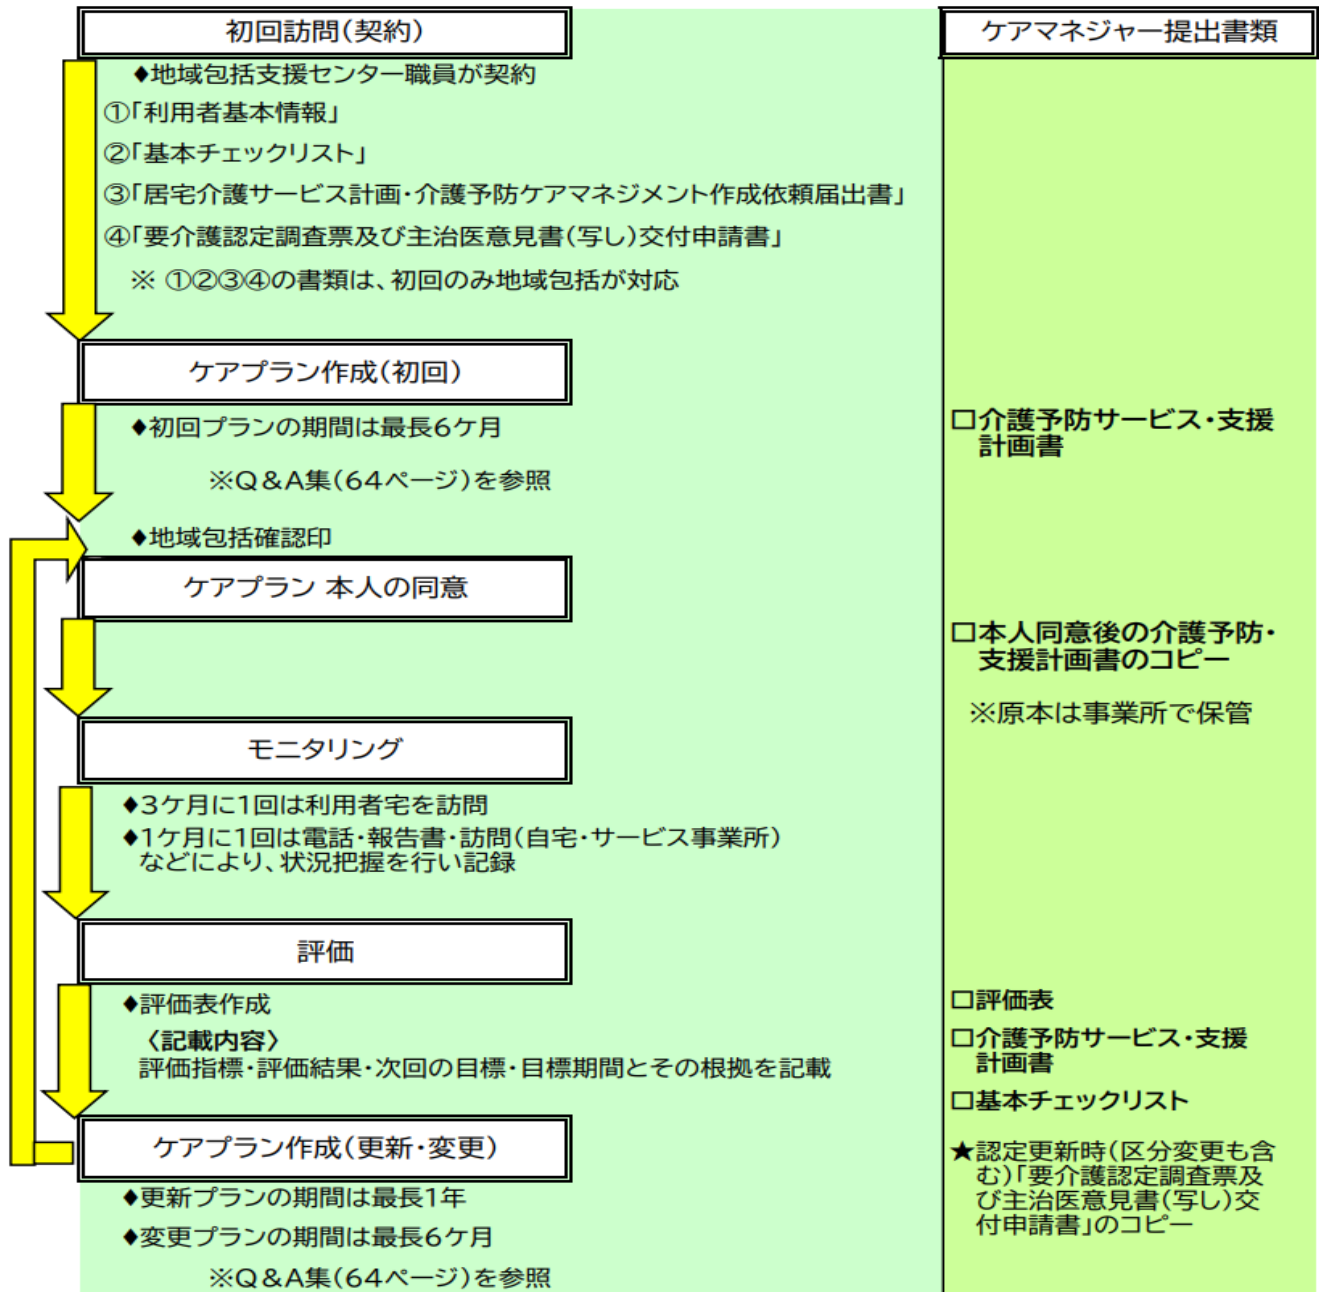 初回訪問(契約)
◆地域包括支援センター職員が契約
①「利用者基本情報」
②「基本チェックリスト」
③「居宅介護サービス計画・介護予防ケアマネジメント作成依頼届出書」
④「要介護認定調査票及び主治医意見書(写し)交付申請書」
※ ①②③④の書類は、初回のみ地域包括が対応
ケアプラン作成(初回)
◆初回プランの期間は最長6ケ月
※Q&A集(64ページ)を参照
◆地域包括確認印
ケアプラン 本人の同意
モニタリング
◆3ケ月に1回は利用者宅を訪問
◆1ケ月に1回は電話・報告書・訪問(自宅・サービス事業所)
などにより、状況把握を行い記録
評価
◆評価表作成
〈記載内容〉
評価指標・評価結果・次回の目標・目標期間とその根拠を記載
ケアプラン作成(更新・変更)
◆更新プランの期間は最長1年
◆変更プランの期間は最長6ケ月
※Q&A集(64ページ)を参照
ケアマネジャー提出書類
□介護予防サービス・支援
計画書
□本人同意後の介護予防・
支援計画書のコピー
※原本は事業所で保管
□評価表
□介護予防サービス・支援
計画書
□基本チェックリスト
★認定更新時(区分変更も含
む)「要介護認定調査票及
び主治医意見書(写し)交
付申請書」のコピー